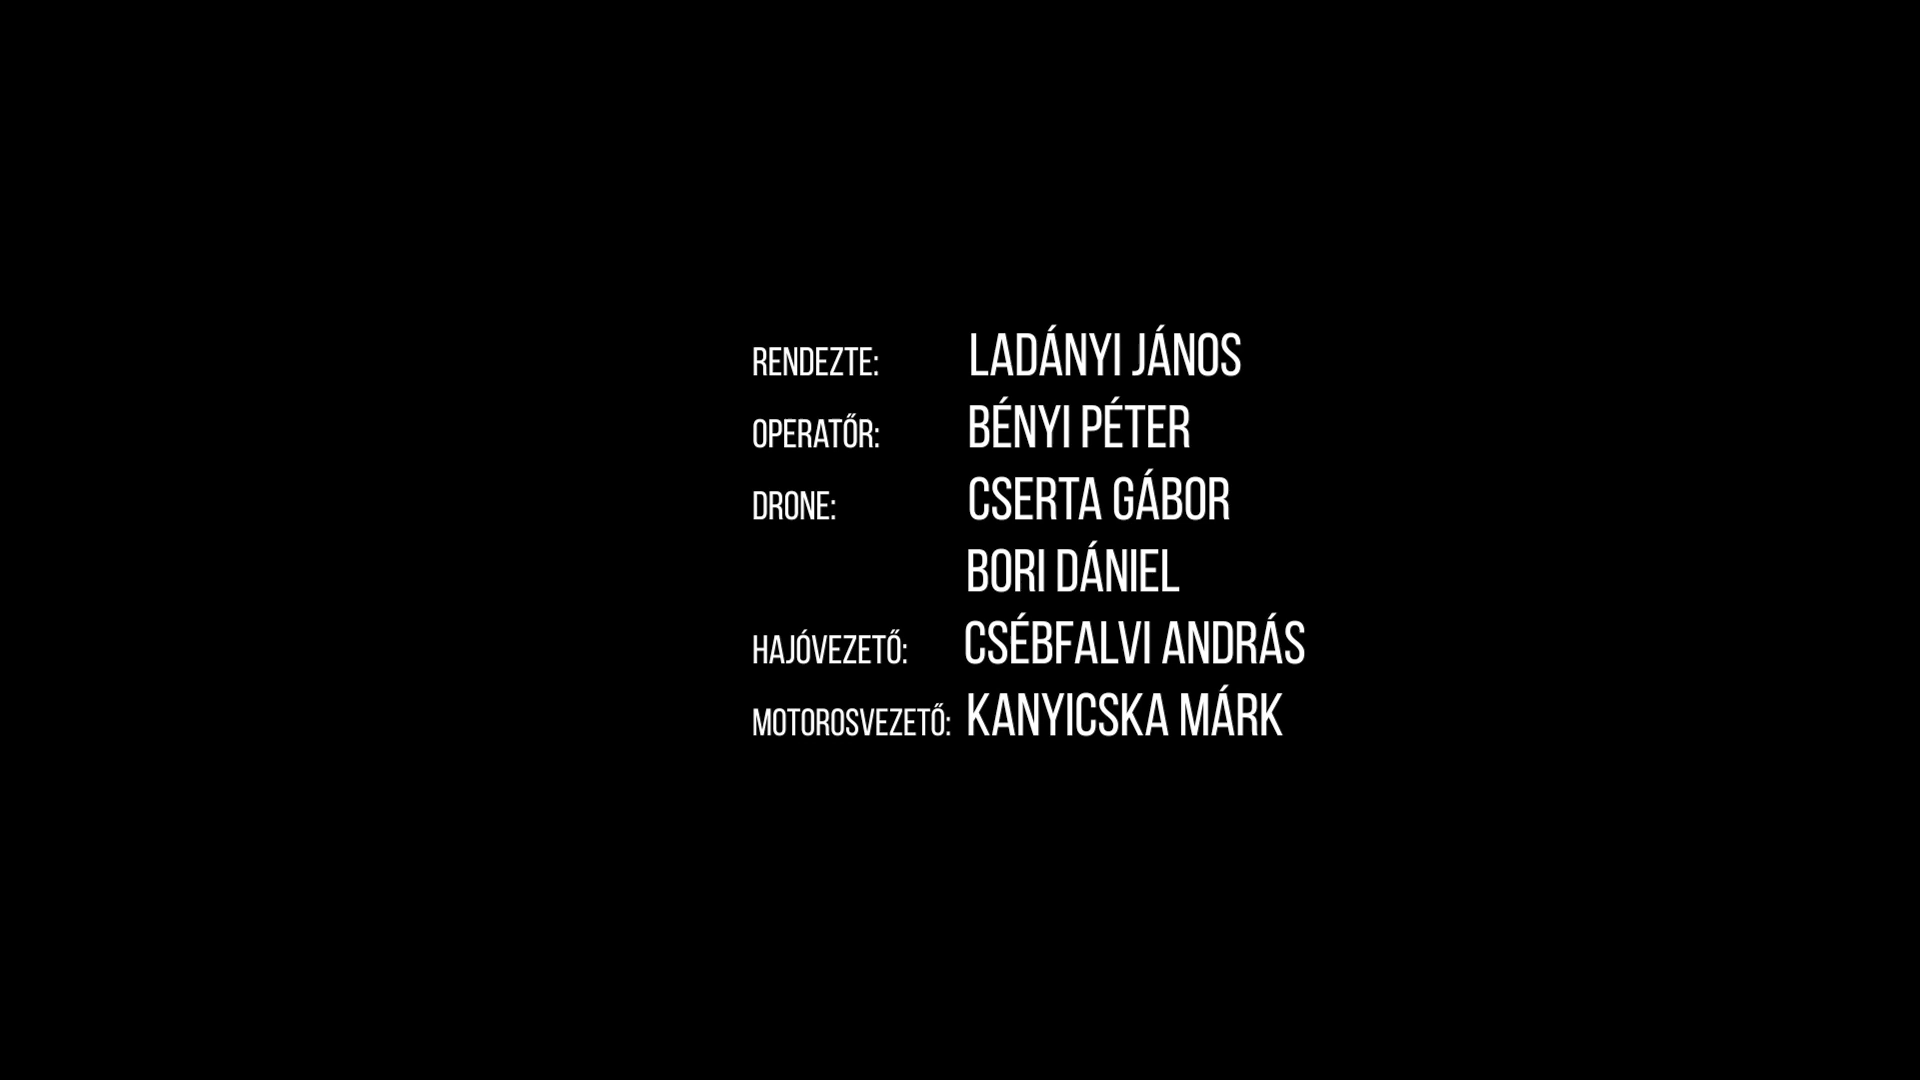 RENDEZTE: LADÁNYI JÁNOS
OPERATŐR: BÉNYI PÉTER
DRONE: CSERTA GÁBOR
BORI DÁNIEL
HAJÓVEZETŐ: CSÉBFALVI ANDRÁS
MOTOROSVEZETŐ: KANYICSKA MÁRK